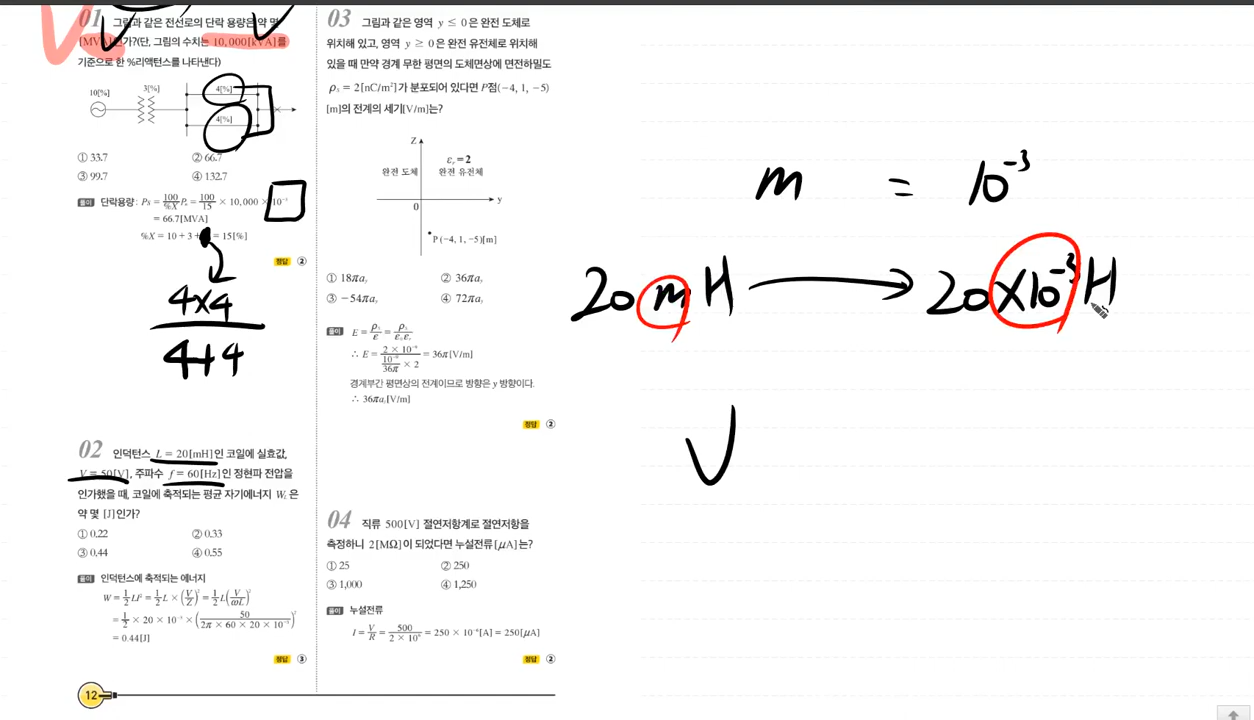 01 그림과 같은 전선로의 단락 용량은 약 몇
[MVA]인가?(단, 그림의 수치는 10,000[kVA]를
기준으로 한 %리액턴스를 나타낸다)
10[%] 3[%] 4[%]
4[%]
① 33.7 ② 66.7
③ 99.7 ④ 132.7
풀이 단락용량 : Ps = 100/%X Pₙ = 100/15 × 10,000 × 10⁻³
= 66.7[MVA]
%X = 10 + 3 + = 15[%]
정답 ②
4×4
4+4
02 인덕턴스 L = 20[mH]인 코일에 실효값,
V = 50[V], 주파수 f = 60[Hz]인 정현파 전압을
인가했을 때, 코일에 축적되는 평균 자기에너지 Wₗ은
약 몇 [J]인가?
① 0.22 ② 0.33
③ 0.44 ④ 0.55
풀이 인덕턴스에 축적되는 에너지
W = 1/2 LI² = 1/2 L × (V/Z)² = 1/2 L(V/ωL)²
= 1/2 × 20 × 10⁻³ × (50/2π × 60 × 20 × 10⁻³)²
= 0.44[J]
정답 ③
12
03 그림과 같은 영역 y ≤ 0은 완전 도체로
위치해 있고, 영역 y ≥ 0은 완전 유전체로 위치해
있을 때 만약 경계 무한 평면의 도체면상에 면전하밀도
ρₛ = 2[nC/m²]가 분포되어 있다면 P점(−4, 1, −5)
[m]의 전계의 세기[V/m]는?
Z
εᵣ = 2
완전 도체 완전 유전체
0 y
P (−4, 1, −5)[m]
① 18πaᵧ ② 36πaᵧ
③ −54πaᵧ ④ 72πaᵧ
풀이 E = ρₛ/ε = ρₛ/ε₀εᵣ
∴ E = 2 × 10⁻⁹/(10⁻⁹/36π × 2) = 36π[V/m]
경계부간 평면상의 전계이므로 방향은 y 방향이다.
∴ 36πaᵧ[V/m]
정답 ②
04 직류 500[V] 절연저항계로 절연저항을
측정하니 2[MΩ]이 되었다면 누설전류[μA]는?
① 25 ② 250
③ 1,000 ④ 1,250
풀이 누설전류
I = V/R = 500/2 × 10⁶ = 250 × 10⁻⁶[A] = 250[μA]
정답 ②
m = 10⁻³
20 m H → 20 ×10⁻³ H
V